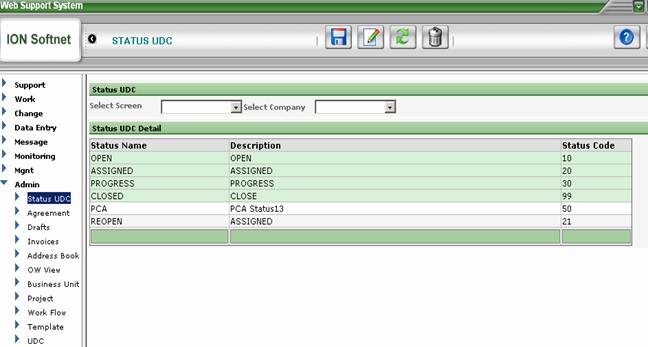 Web Support System
ION Softnet
STATUS UDC
Support
Work
Change
Data Entry
Message
Monitoring
Mgnt
Admin
Status UDC
Agreement
Drafts
Invoices
Address Book
OW View
Business Unit
Project
Work Flow
Template
UDC
Status UDC
Select Screen Select Company
Status UDC Detail
Status Name Description Status Code
OPEN OPEN 10
ASSIGNED ASSIGNED 20
PROGRESS PROGRESS 30
CLOSED CLOSE 99
PCA PCA Status13 50
REOPEN ASSIGNED 21